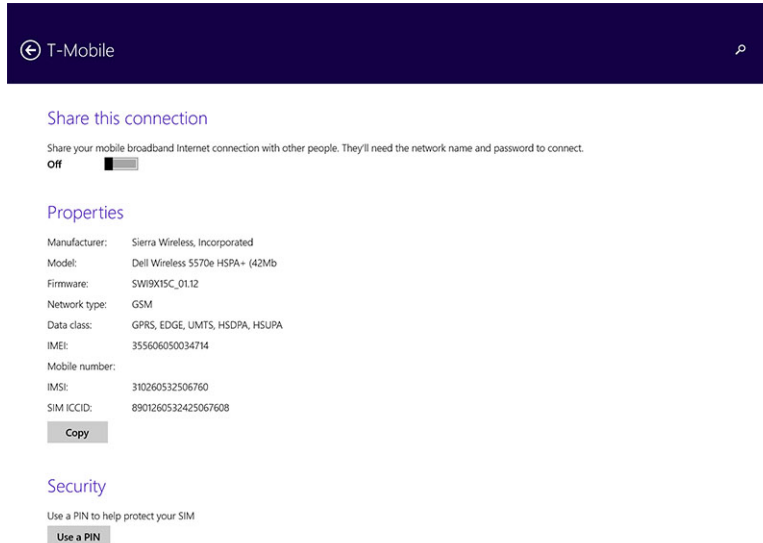 T-Mobile
Share this connection
Share your mobile broadband Internet connection with other people. They'll need the network name and password to connect.
Off
Properties
Manufacturer: Sierra Wireless, Incorporated
Model: Dell Wireless 5570e HSPA+ (42Mb
Firmware: SWI9X15C_01.12
Network type: GSM
Data class: GPRS, EDGE, UMTS, HSDPA, HSUPA
IMEI: 355606050034714
Mobile number:
IMSI: 310260532506760
SIM ICCID: 8901260532425067608
Copy
Security
Use a PIN to help protect your SIM
Use a PIN